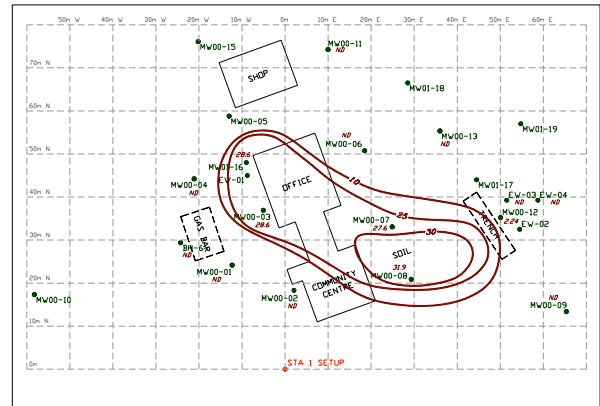 50m W 40m W 30m W 20m W 10m W 0m 10m E 20m E 30m E 40m E 50m E 60m E
MW00-15
MW00-11
ND
70m N
SHOP
MW01-18
60m N
MW00-05
MW01-19
ND
ND
MW00-13
50m N
MW00-06
28.6
MW01-16
EW-01
10
MW01-17
MW00-04
ND
OFFICE
40m N
EW-03 EW-04
ND ND
MW00-03
28.6
25
MW00-07
27.6
TRENCH
MW00-12
2.24
EW-02
GAS BAR
30
30m N
ND
SOIL
31.9
MW00-01
ND
MW00-08
20m N
COMMUNITY
CENTRE
MW00-02
ND
MW00-10
ND
MW00-09
10m N
0m
STA 1 SETUP